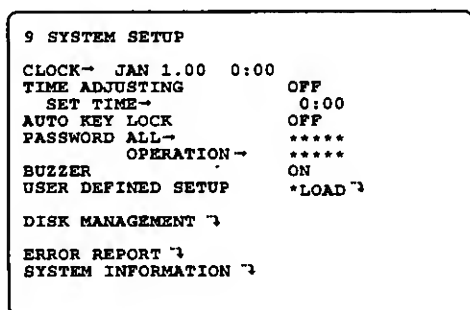 9 SYSTEM SETUP
CLOCK→ JAN 1.00 0:00
TIME ADJUSTING OFF
SET TIME→ 0:00
AUTO KEY LOCK OFF
PASSWORD ALL→ *****
OPERATION→ *****
BUZZER ON
USER DEFINED SETUP *LOAD ↴
DISK MANAGEMENT ↴
ERROR REPORT ↴
SYSTEM INFORMATION ↴